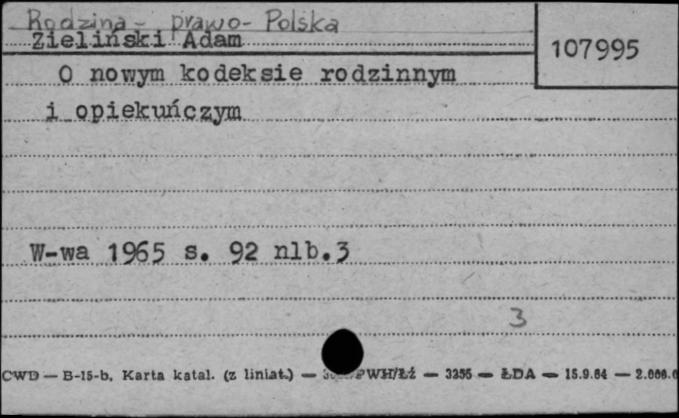 Rodzina - prawo - Polska
Zieliński Adam
107995
O nowym kodeksie rodzinnym
i opiekuńczym
W-wa 1965 s. 92 nlb.3
3
CWD — B-15-b. Karta katal. (z liniat.) — PWH/Łź — 3355 — ŁDA — 15.9.64 — 2.000.0